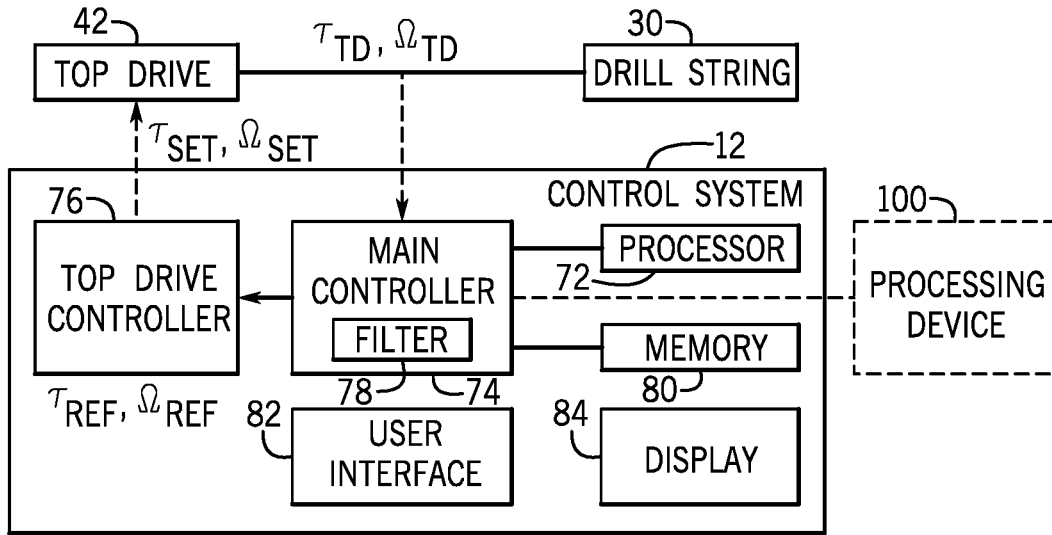 42
TOP DRIVE
τTD, ΩTD
30
DRILL STRING
τSET, ΩSET
12
CONTROL SYSTEM
76
TOP DRIVE
CONTROLLER
τREF, ΩREF
MAIN
CONTROLLER
FILTER
78
74
PROCESSOR
72
MEMORY
80
100
PROCESSING
DEVICE
82
USER
INTERFACE
84
DISPLAY